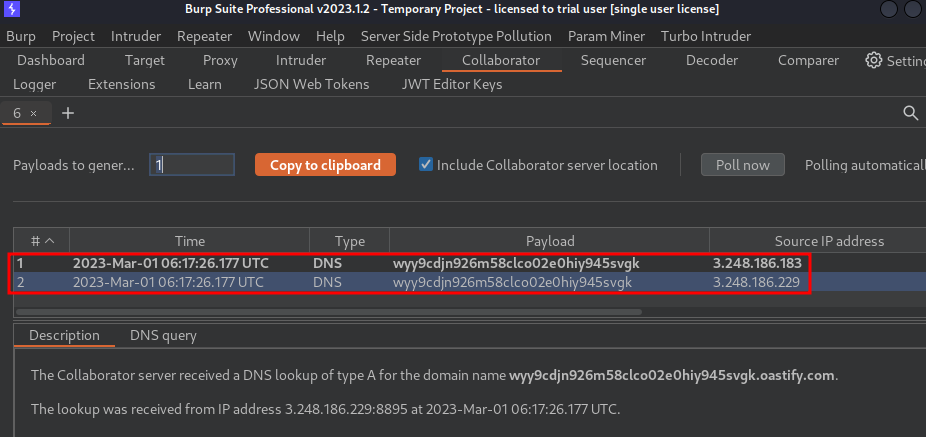 Burp Suite Professional v2023.1.2 - Temporary Project - licensed to trial user [single user license]
Burp Project Intruder Repeater Window Help Server Side Prototype Pollution Param Miner Turbo Intruder
Dashboard Target Proxy Intruder Repeater Collaborator Sequencer Decoder Comparer Settin
Logger Extensions Learn JSON Web Tokens JWT Editor Keys
6 × +
Payloads to gener... 1 Copy to clipboard Include Collaborator server location Poll now Polling automaticall
# Time Type Payload Source IP address
1 2023-Mar-01 06:17:26.177 UTC DNS wyy9cdjn926m58clco02e0hiy945svgk 3.248.186.183
2 2023-Mar-01 06:17:26.177 UTC DNS wyy9cdjn926m58clco02e0hiy945svgk 3.248.186.229
Description DNS query
The Collaborator server received a DNS lookup of type A for the domain name wyy9cdjn926m58clco02e0hiy945svgk.oastify.com.
The lookup was received from IP address 3.248.186.229:8895 at 2023-Mar-01 06:17:26.177 UTC.